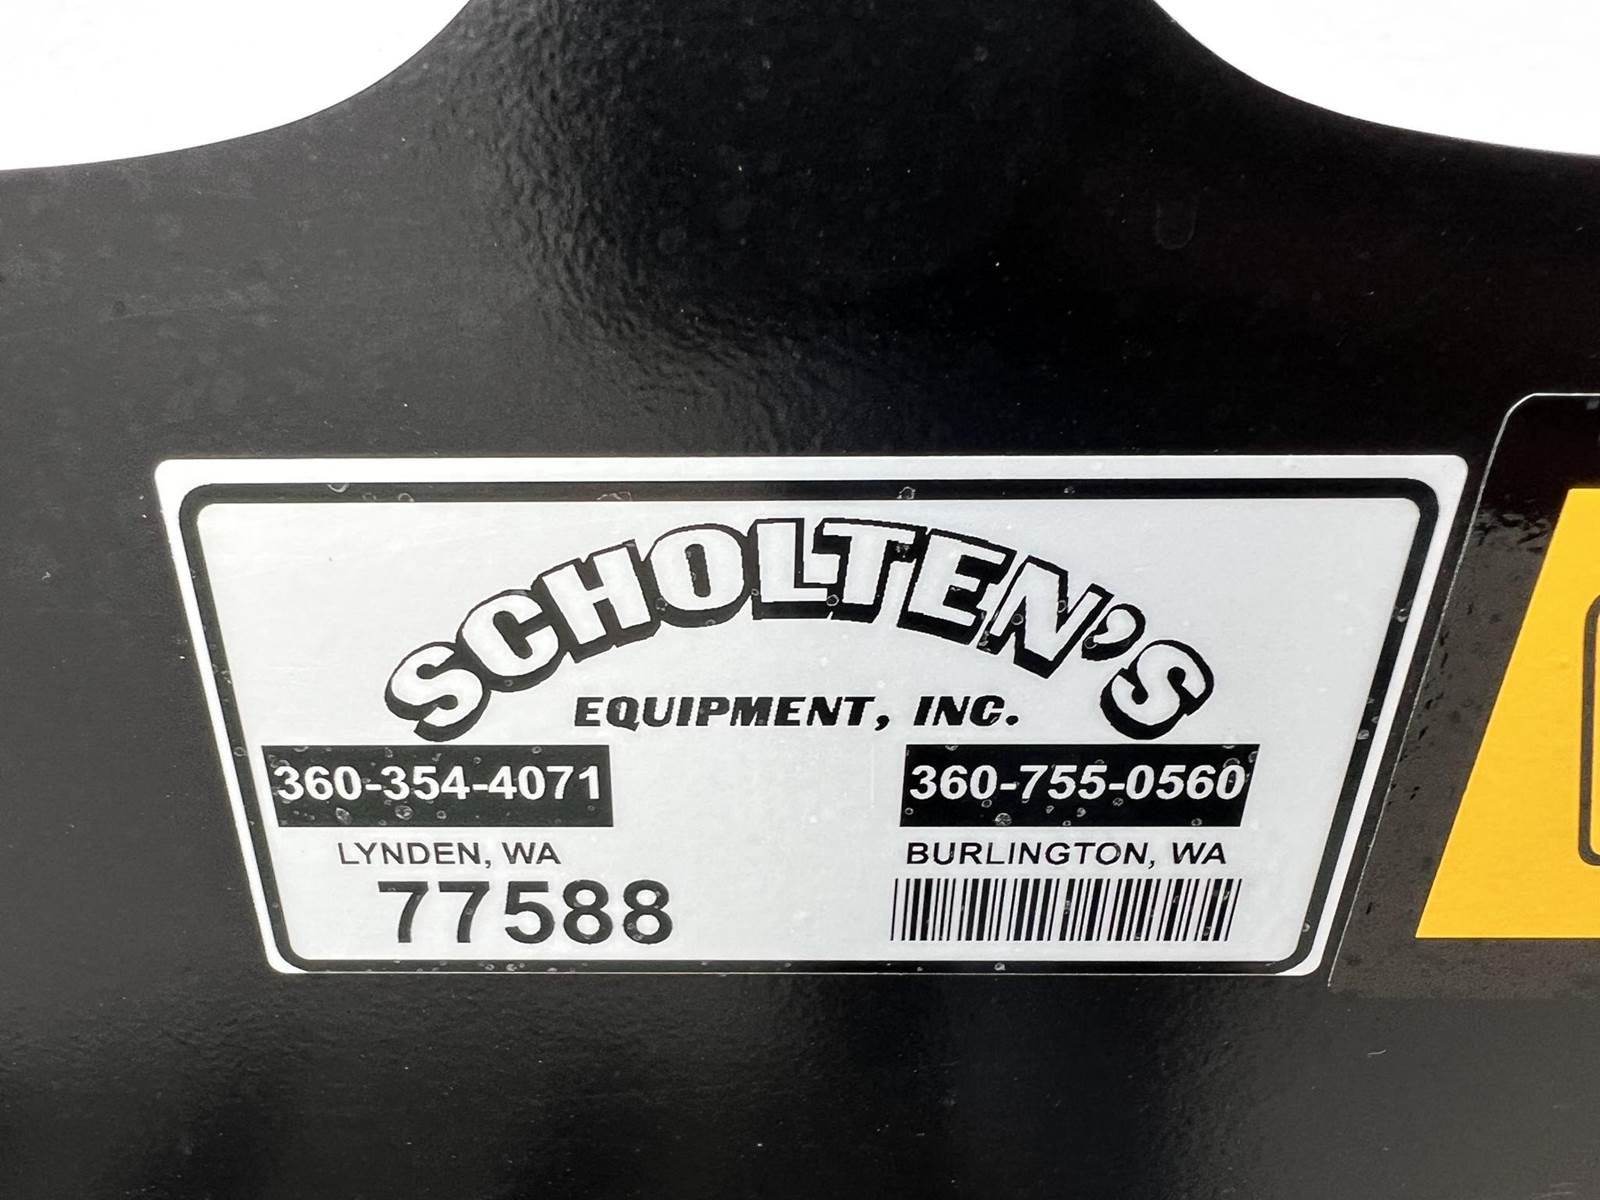 SCHOLTEN'S
EQUIPMENT, INC.
360-354-4071
LYNDEN, WA
77588
360-755-0560
BURLINGTON, WA